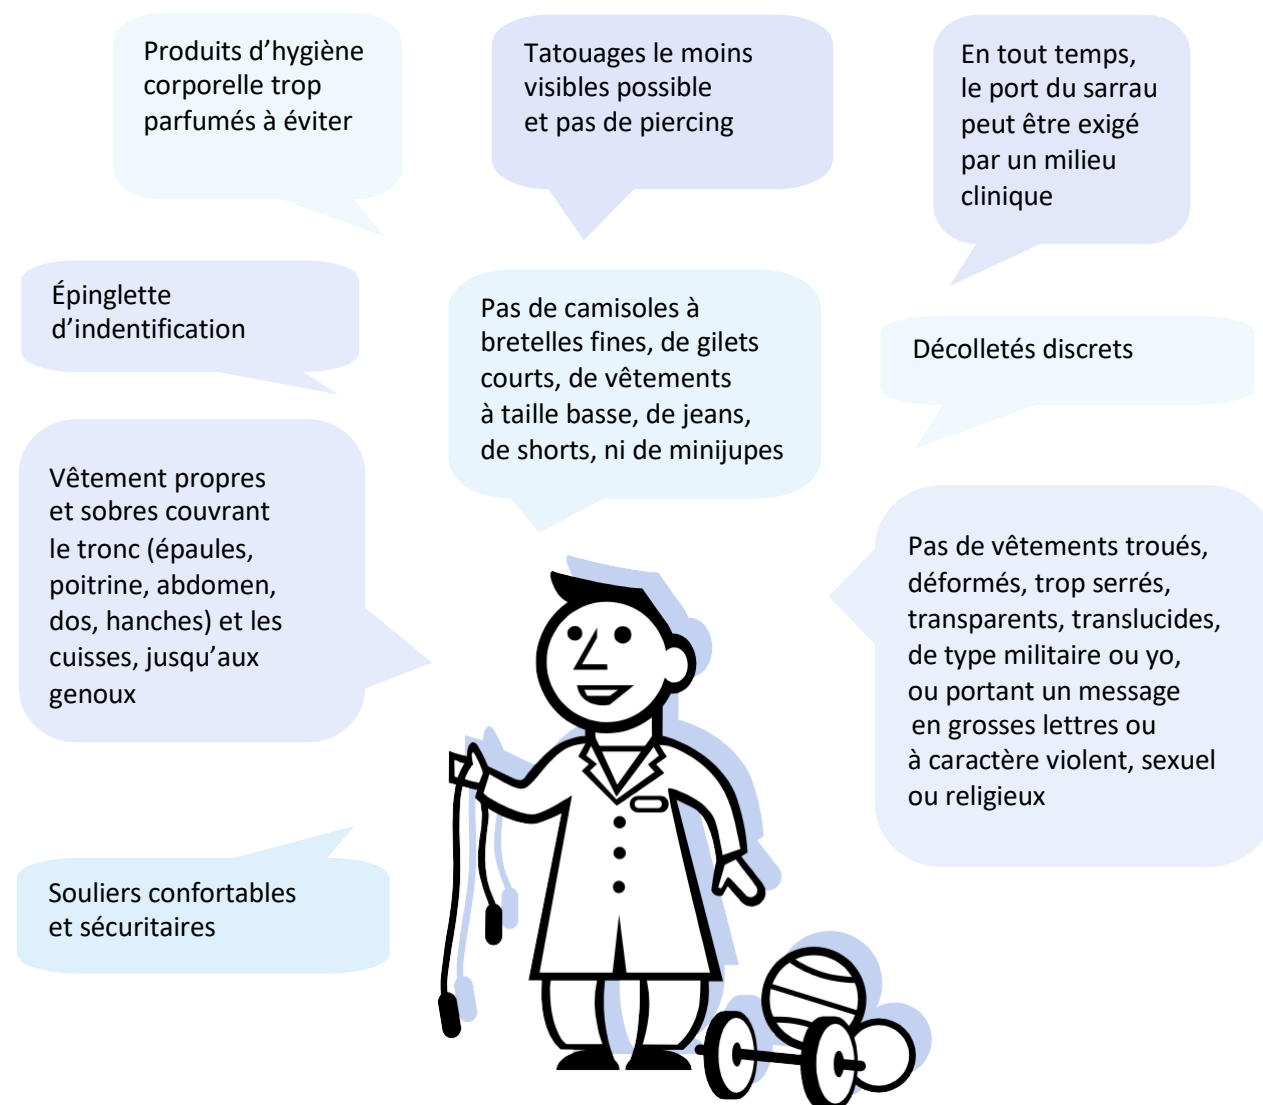 Produits d’hygiène
corporelle trop
parfumés à éviter
Tatouages le moins
visibles possible
et pas de piercing
En tout temps,
le port du sarrau
peut être exigé
par un milieu
clinique
Épinglette
d’indentification
Pas de camisoles à
bretelles fines, de gilets
courts, de vêtements
à taille basse, de jeans,
de shorts, ni de minijupes
Décolletés discrets
Vêtement propres
et sobres couvrant
le tronc (épaules,
poitrine, abdomen,
dos, hanches) et les
cuisses, jusqu’aux
genoux
Pas de vêtements troués,
déformés, trop serrés,
transparents, translucides,
de type militaire ou yo,
ou portant un message
en grosses lettres ou
à caractère violent, sexuel
ou religieux
Souliers confortables
et sécuritaires